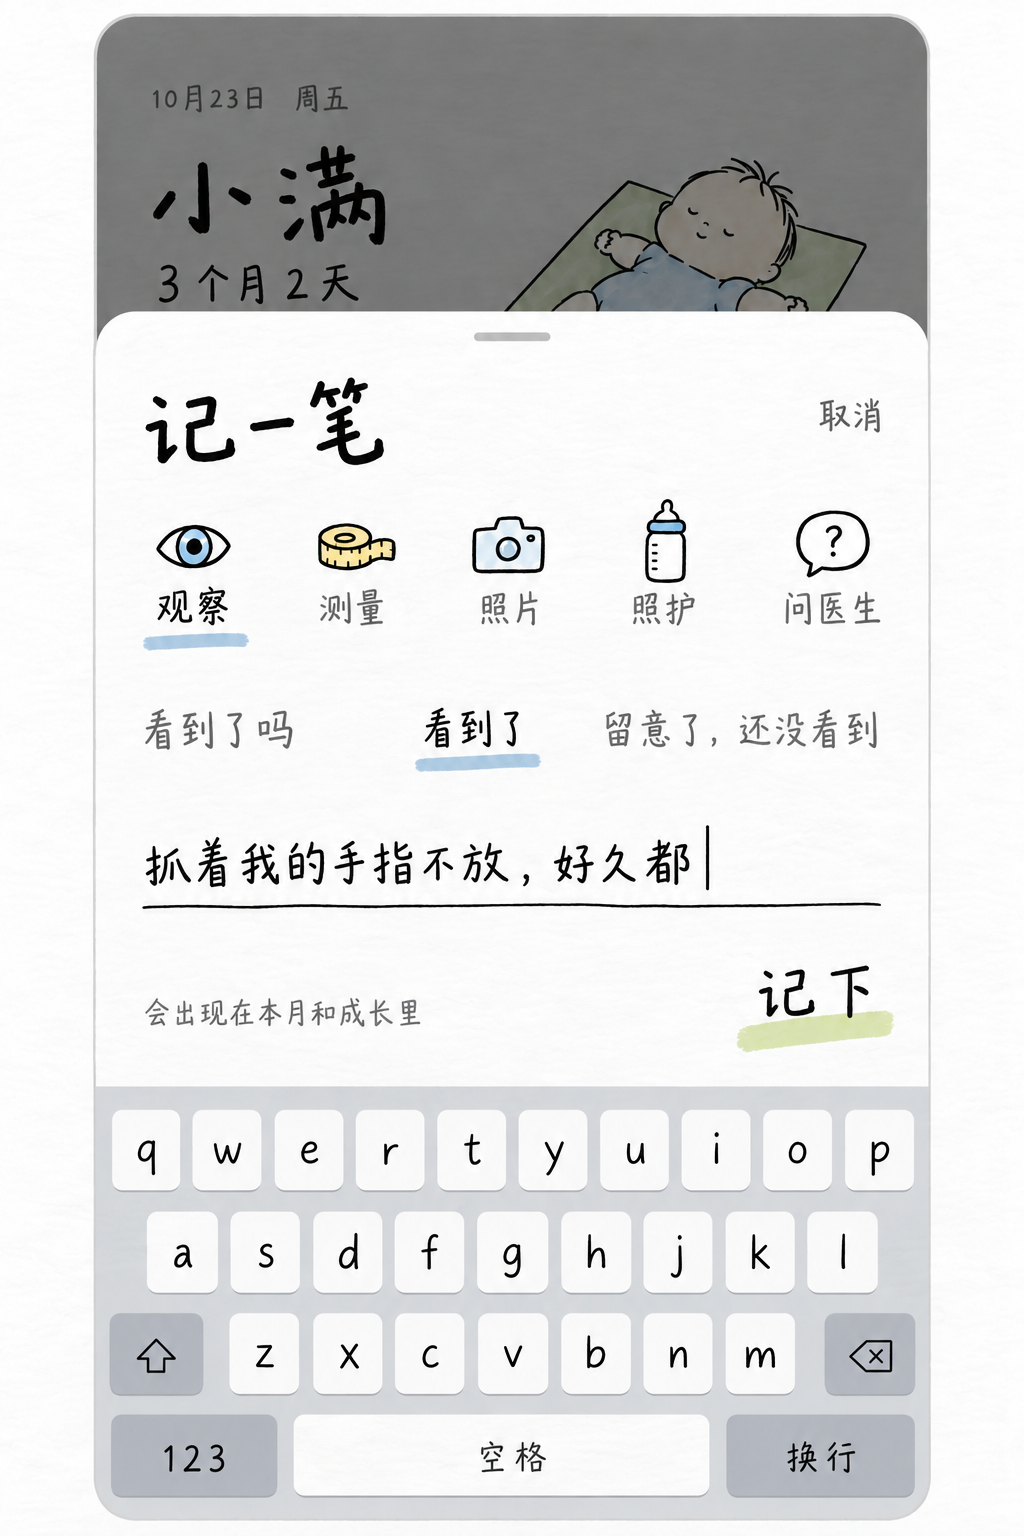 10月23日 周五
小满
3个月2天
记一笔
取消
观察 测量 照片 照护 问医生
看到了吗 看到了 留意了，还没看到
抓着我的手指不放，好久都
会出现在本月和成长里
记下
q w e r t y u i o p
a s d f g h j k l
z x c v b n m
123 空格 换行